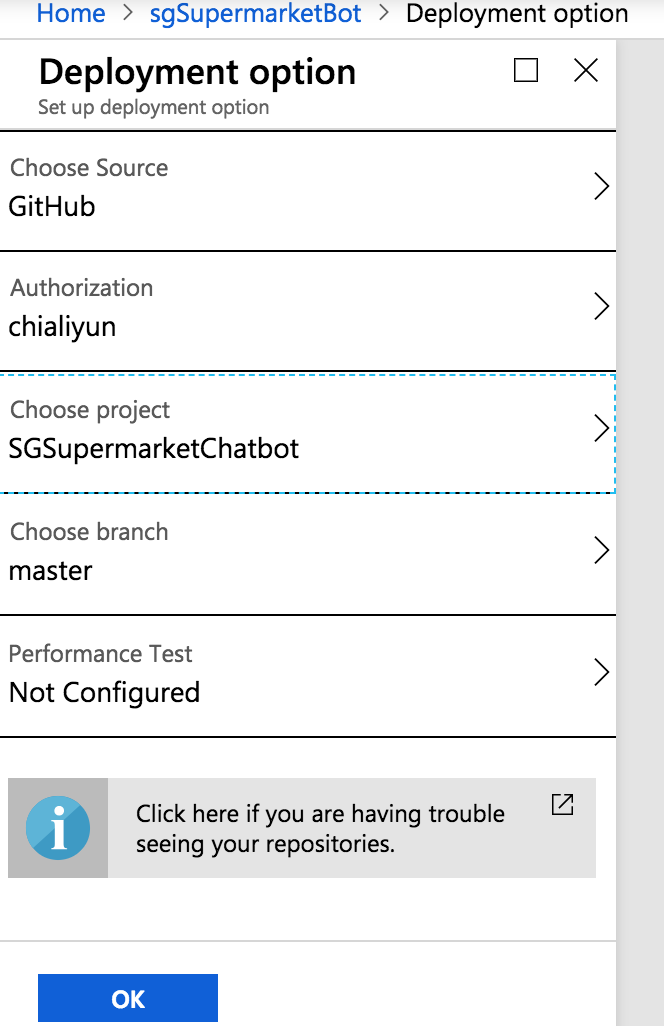 Home > sgSupermarketBot > Deployment option
Deployment option
Set up deployment option
Choose Source
GitHub
Authorization
chialiyun
Choose project
SGSupermarketChatbot
Choose branch
master
Performance Test
Not Configured
Click here if you are having trouble
seeing your repositories.
OK